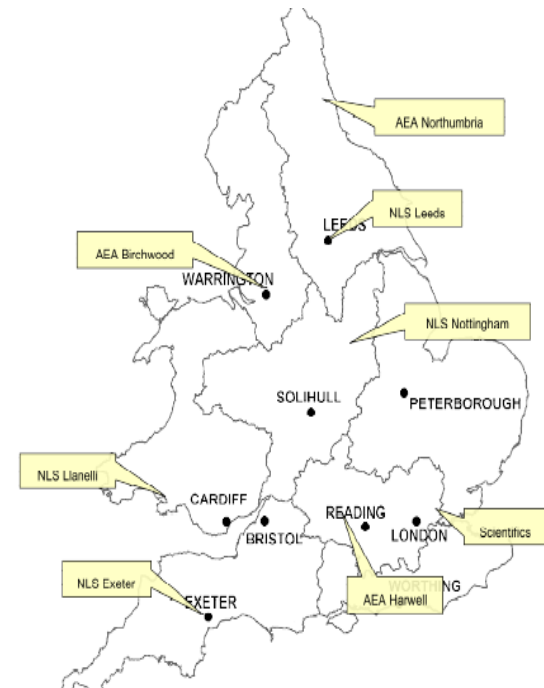 AEA Northumbria
NLS Leeds
LEEDS
AEA Birchwood
WARRINGTON
NLS Nottingham
SOLIHULL
PETERBOROUGH
NLS Llanelli
CARDIFF
BRISTOL
READING
LONDON
Scientifics
NLS Exeter
EXETER
AEA Harwell
WORTHING